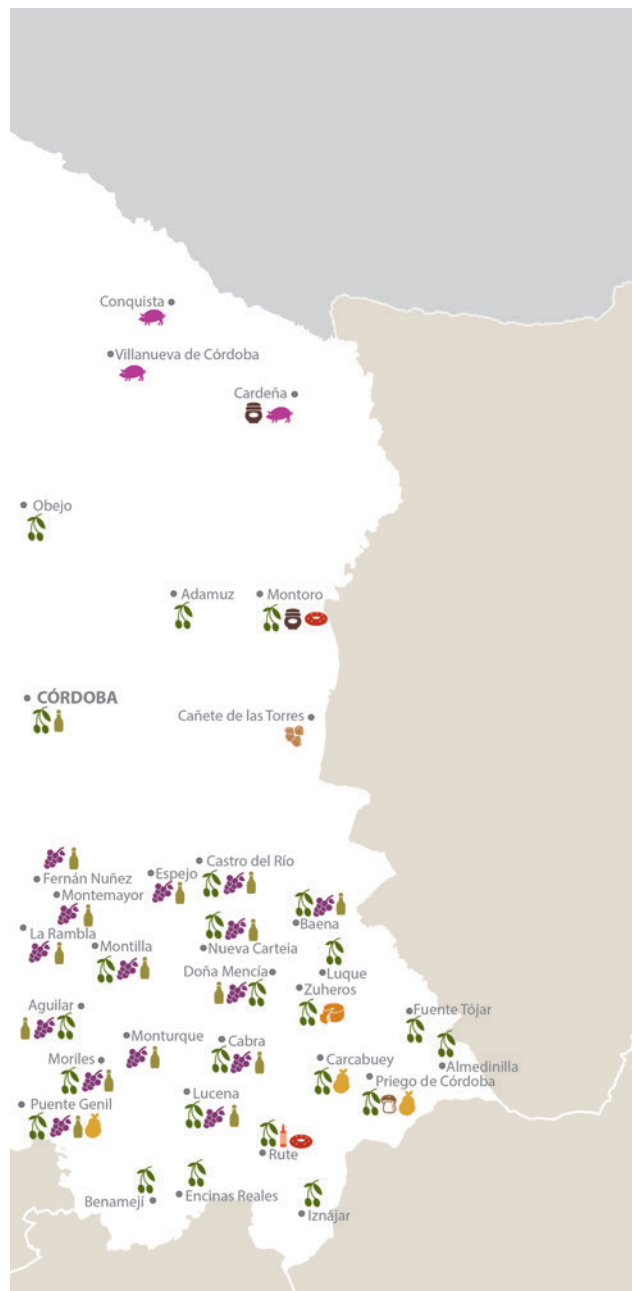 Conquista
Villanueva de Córdoba
Cardeña
Obejo
Adamuz
Montoro
CÓRDOBA
Cañete de las Torres
Castro del Río
Espejo
Fernán Nuñez
Montemayor
Baena
La Rambla
Montilla
Nueva Carteia
Doña Mencía
Luque
Zuheros
Aguilar
Fuente Tójar
Monturque
Cabra
Moriles
Carcabuey
Almedinilla
Priego de Córdoba
Puente Genil
Lucena
Rute
Benamejí
Encinas Reales
Iznájar